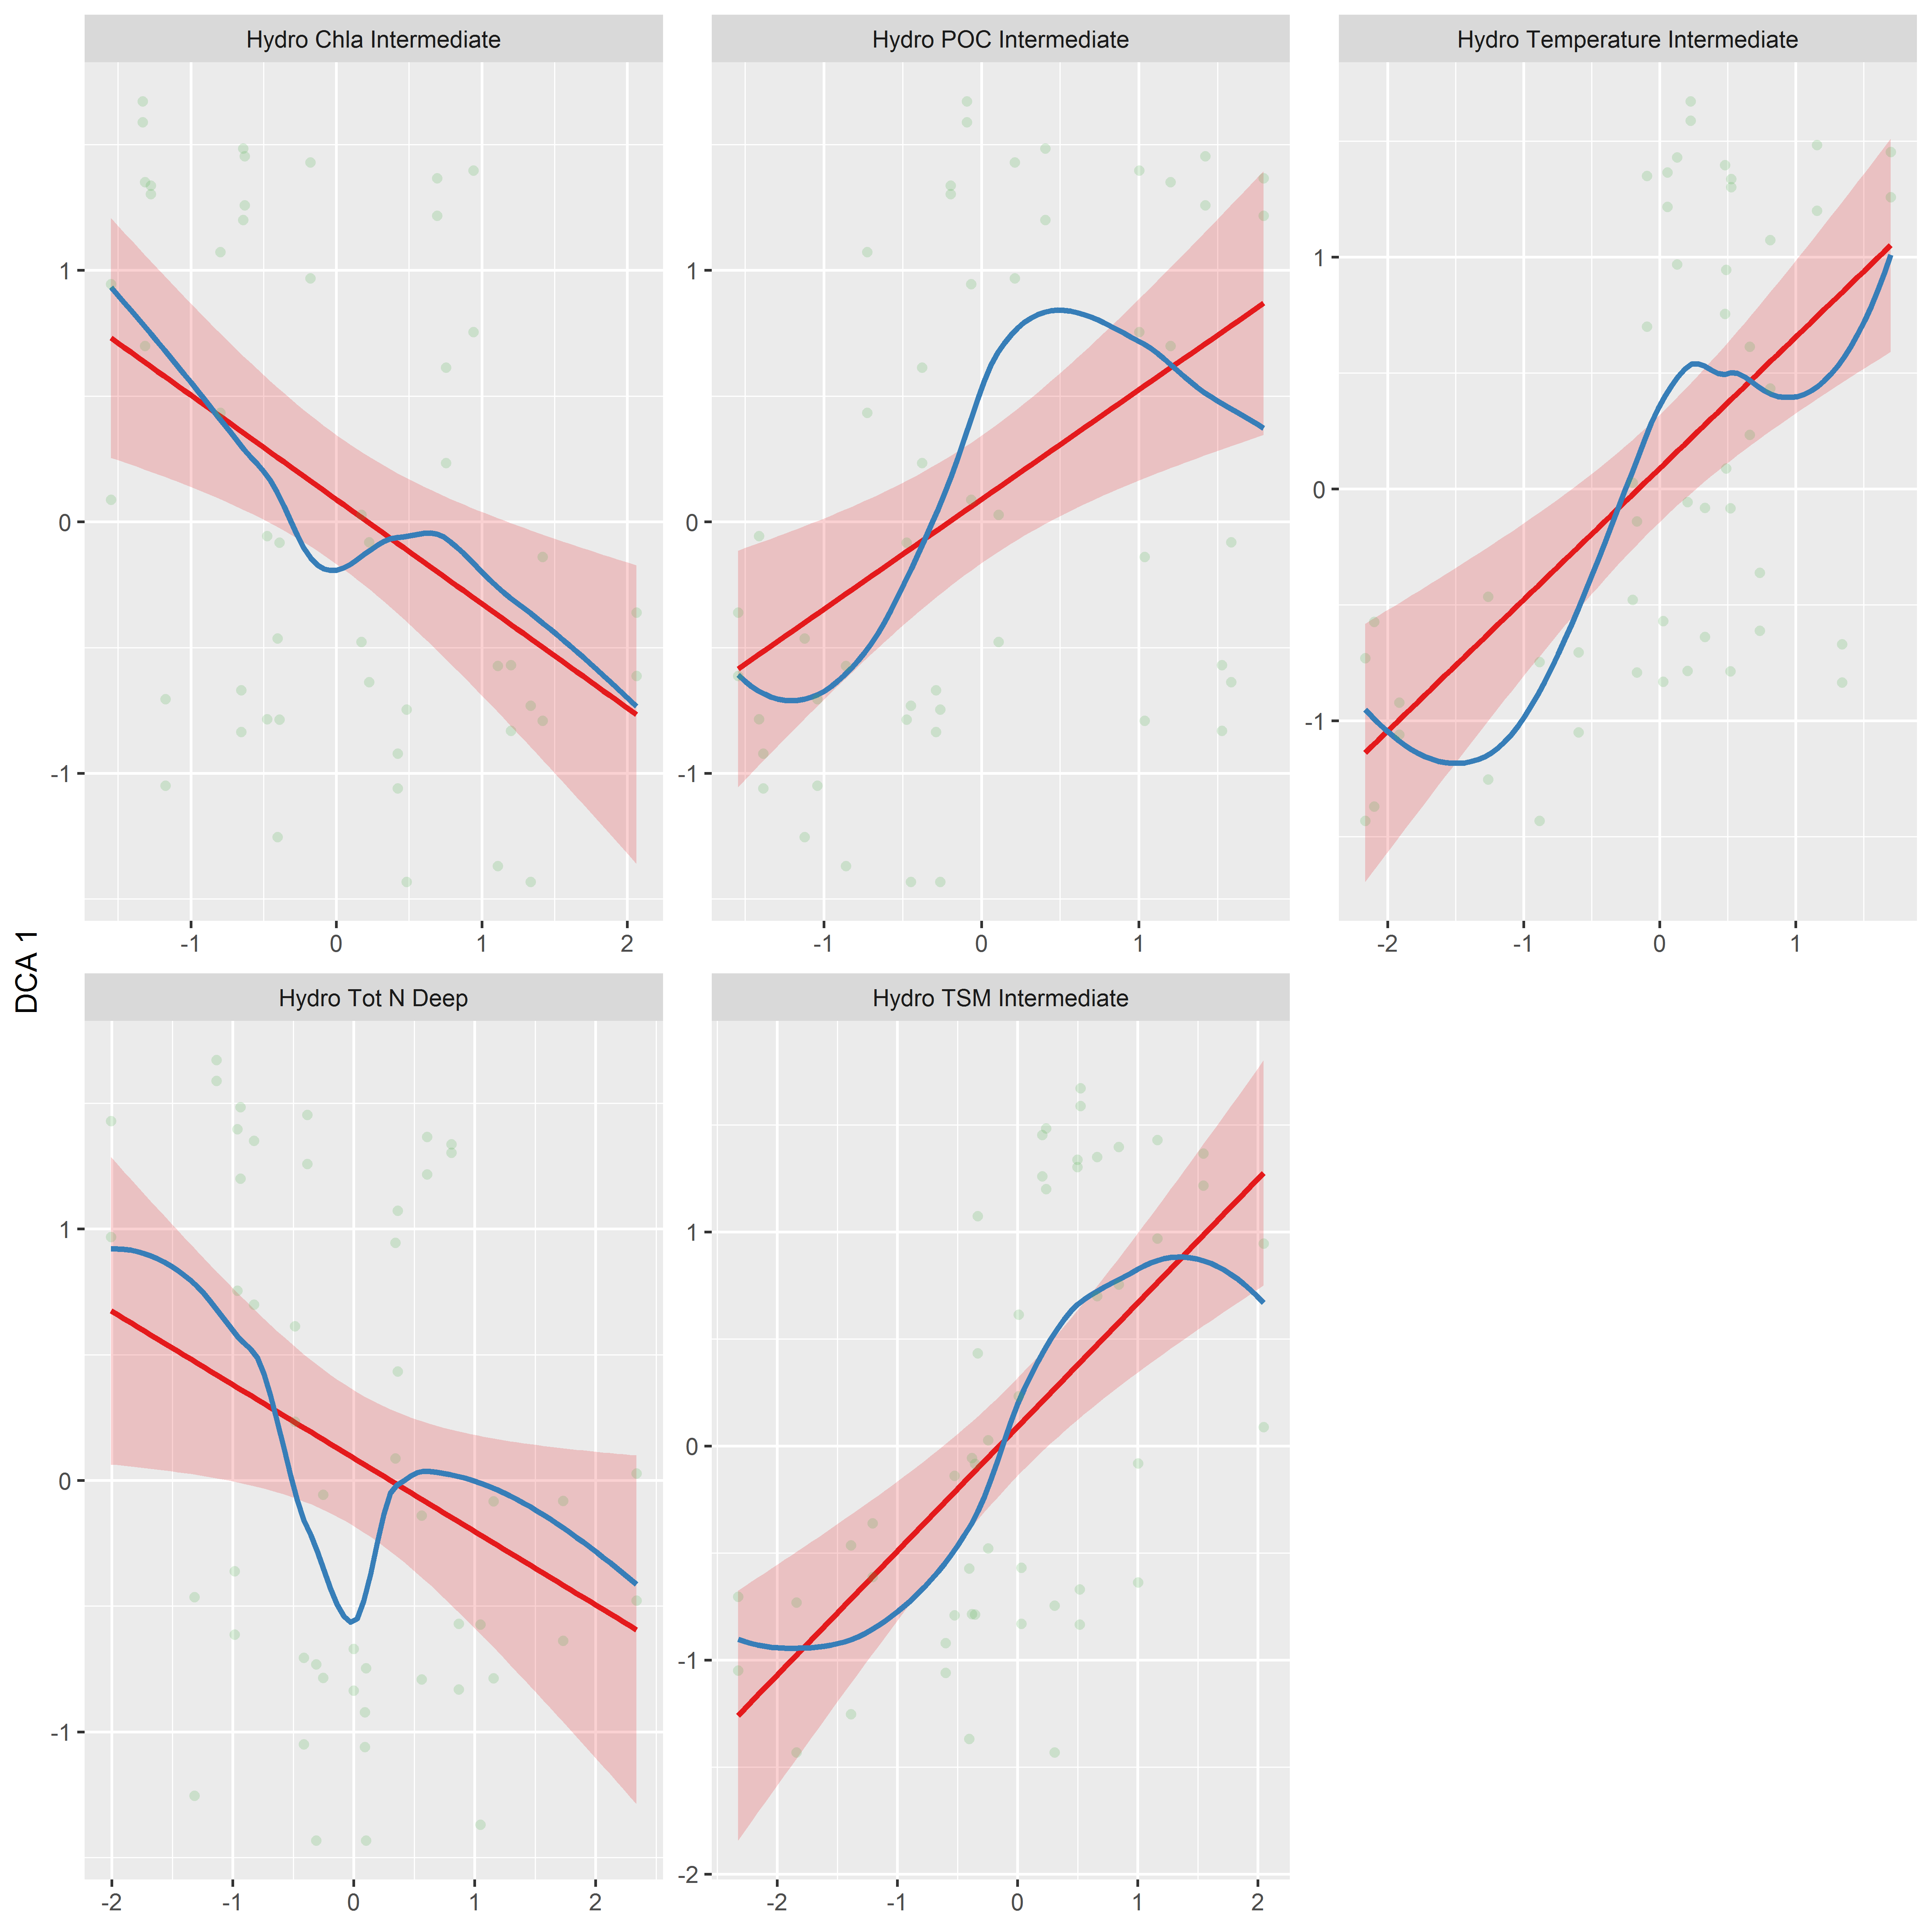 Hydro Chla Intermediate
Hydro POC Intermediate
Hydro Temperature Intermediate
1
0
-1
1
0
-1
1
0
-1
-1 0 1 2
-1 0 1
-2 -1 0 1
DCA 1
Hydro Tot N Deep
Hydro TSM Intermediate
1
0
-1
1
0
-1
-2
-2 -1 0 1 2
-2 -1 0 1 2